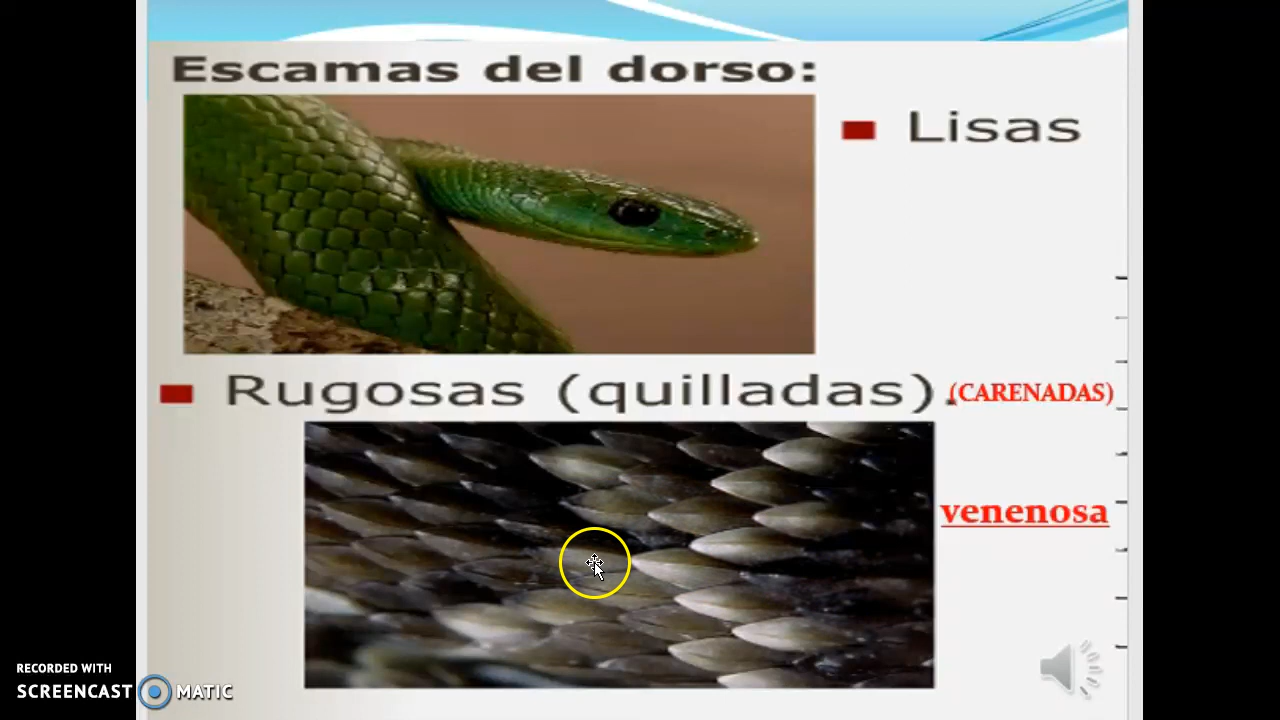 Escamas del dorso:
Lisas
Rugosas (quilladas).
(CARENADAS)
venenosa
RECORDED WITH
SCREENCAST MATIC